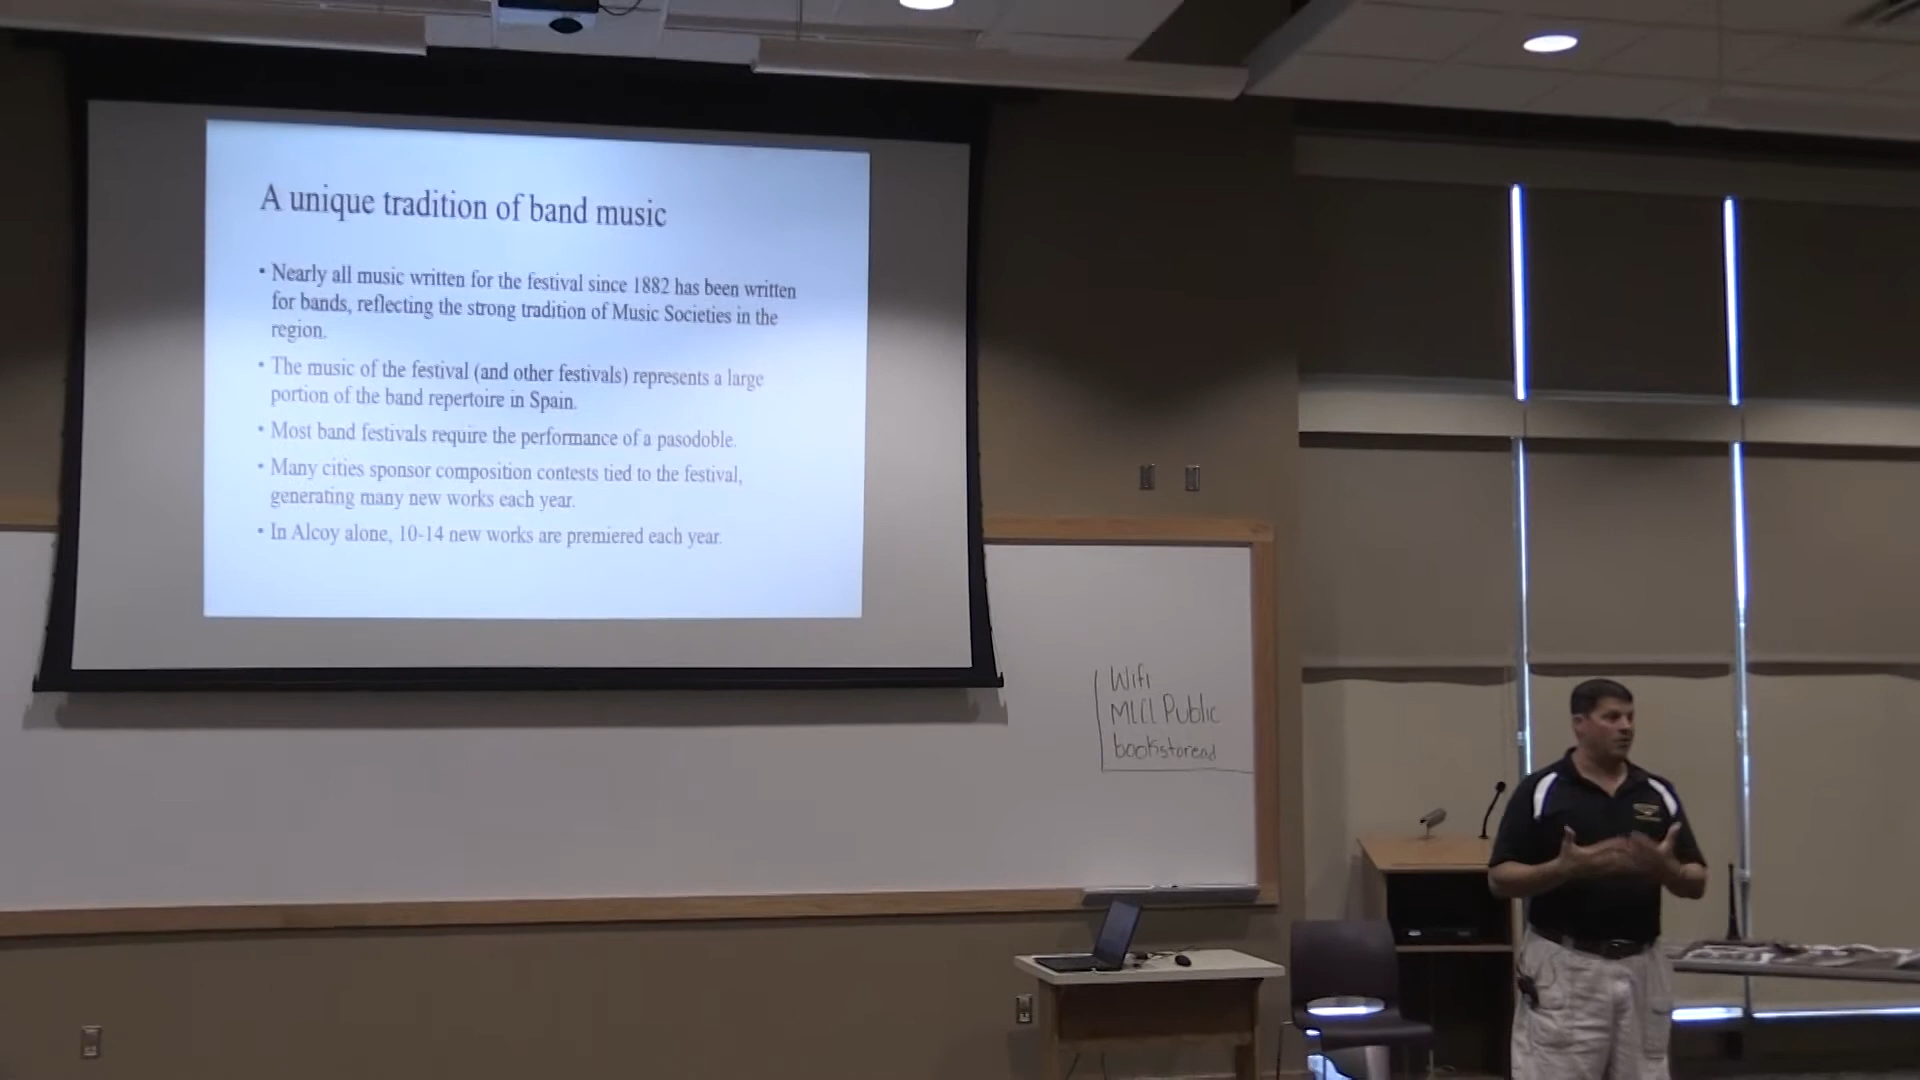 A unique tradition of band music
• Nearly all music written for the festival since 1882 has been written
for bands, reflecting the strong tradition of Music Societies in the
region.
• The music of the festival (and other festivals) represents a large
portion of the band repertoire in Spain.
• Most band festivals require the performance of a pasodoble.
• Many cities sponsor composition contests tied to the festival,
generating many new works each year.
• In Alcoy alone, 10-14 new works are premiered each year.
Wifi
MLCL Public
bookstoread